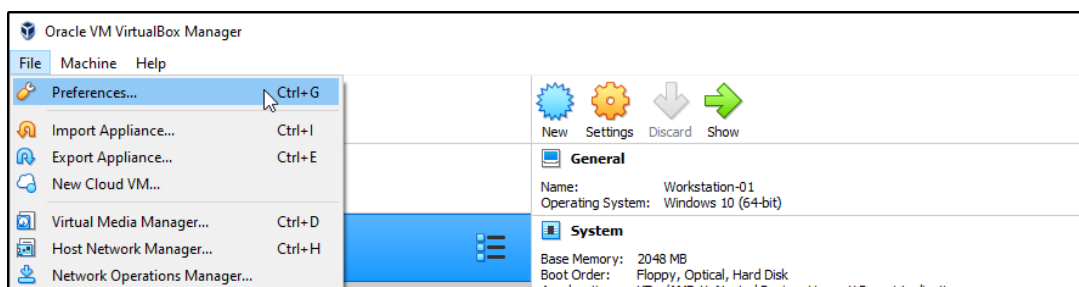 Oracle VM VirtualBox Manager
File Machine Help
Preferences... Ctrl+G
Import Appliance... Ctrl+I
Export Appliance... Ctrl+E
New Cloud VM...
Virtual Media Manager... Ctrl+D
Host Network Manager... Ctrl+H
Network Operations Manager...
New Settings Discard Show
General
Name: Workstation-01
Operating System: Windows 10 (64-bit)
System
Base Memory: 2048 MB
Boot Order: Floppy, Optical, Hard Disk